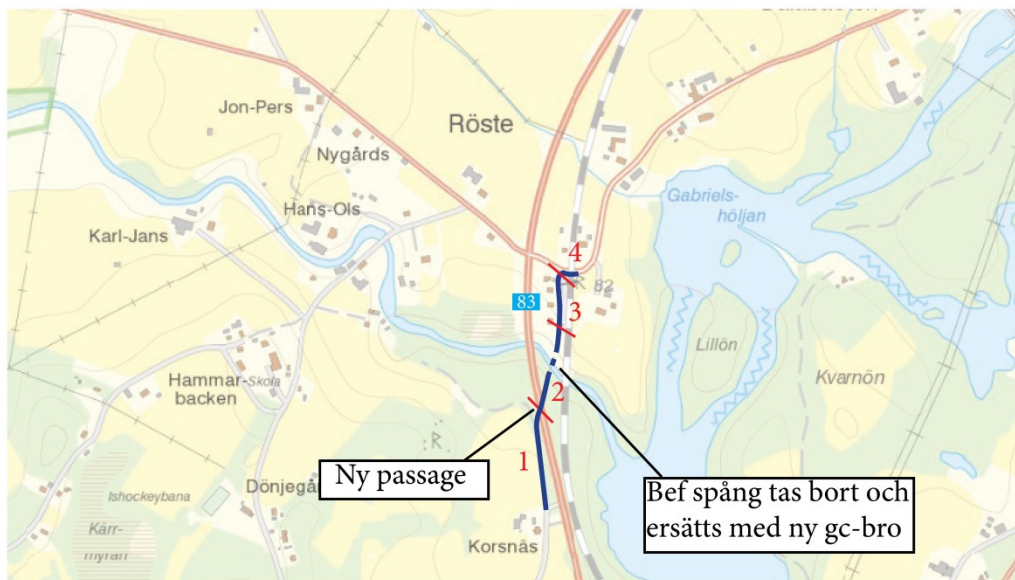 Jon-Pers
Röste
Nygårds
Gabriels-
höljan
Hans-Ols
Karl-Jans
4
82
83
3
Lillön
Kvarnön
Hammar- Skola
backen
2
R
1
Ny passage
Bef spång tas bort och
ersätts med ny gc-bro
Ishockeybana
Dönjegå
Kärr-
myran
Korsnäs